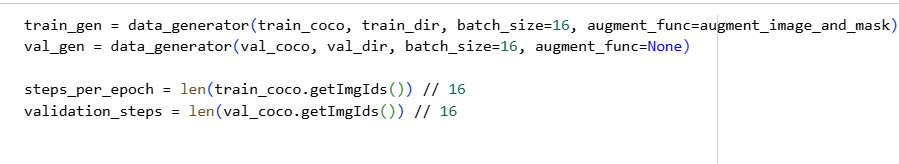 train_gen = data_generator(train_coco, train_dir, batch_size=16, augment_func=augment_image_and_mask)
val_gen = data_generator(val_coco, val_dir, batch_size=16, augment_func=None)
steps_per_epoch = len(train_coco.getImgIds()) // 16
validation_steps = len(val_coco.getImgIds()) // 16